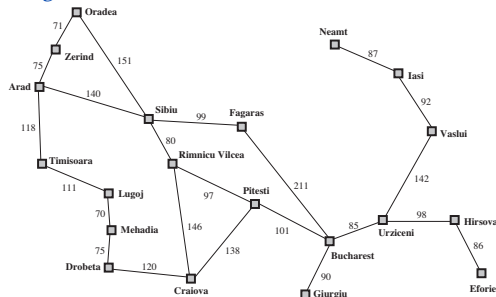 Oradea
71
Neamt
Zerind
87
151
75
Iasi
Arad
140
92
Sibiu
99
Fagaras
118
Vaslui
80
Timisoara
Rimnicu Vilcea
111
Lugoj
97
Pitesti
211
142
70
98
Hirsova
85
Mehadia
146
101
Urziceni
75
138
86
Bucharest
Drobeta
120
90
Craiova
Eforie
Giurgiu